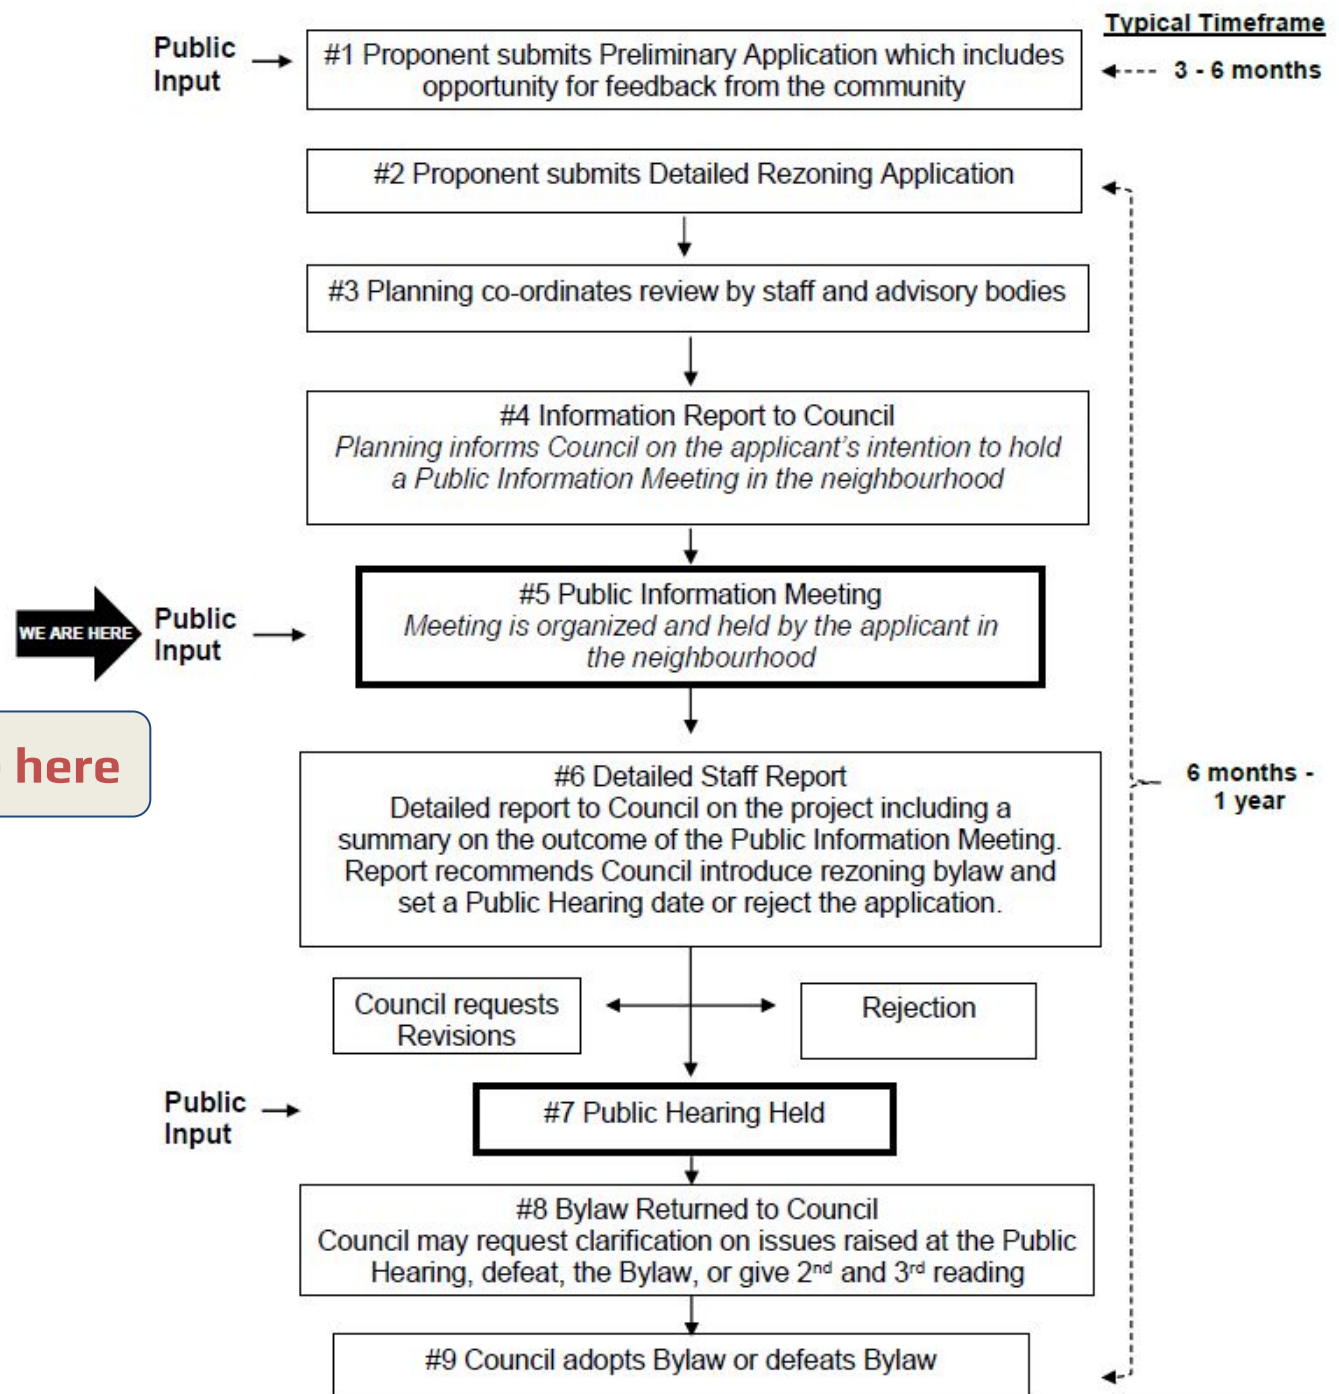 Typical Timeframe
Public
Input
#1 Proponent submits Preliminary Application which includes
opportunity for feedback from the community
3 - 6 months
#2 Proponent submits Detailed Rezoning Application
#3 Planning co-ordinates review by staff and advisory bodies
#4 Information Report to Council
Planning informs Council on the applicant's intention to hold
a Public Information Meeting in the neighbourhood
WE ARE HERE
Public
Input
#5 Public Information Meeting
Meeting is organized and held by the applicant in
the neighbourhood
here
#6 Detailed Staff Report
Detailed report to Council on the project including a
summary on the outcome of the Public Information Meeting.
Report recommends Council introduce rezoning bylaw and
set a Public Hearing date or reject the application.
6 months -
1 year
Council requests
Revisions
Rejection
Public
Input
#7 Public Hearing Held
#8 Bylaw Returned to Council
Council may request clarification on issues raised at the Public
Hearing, defeat, the Bylaw, or give 2nd and 3rd reading
#9 Council adopts Bylaw or defeats Bylaw